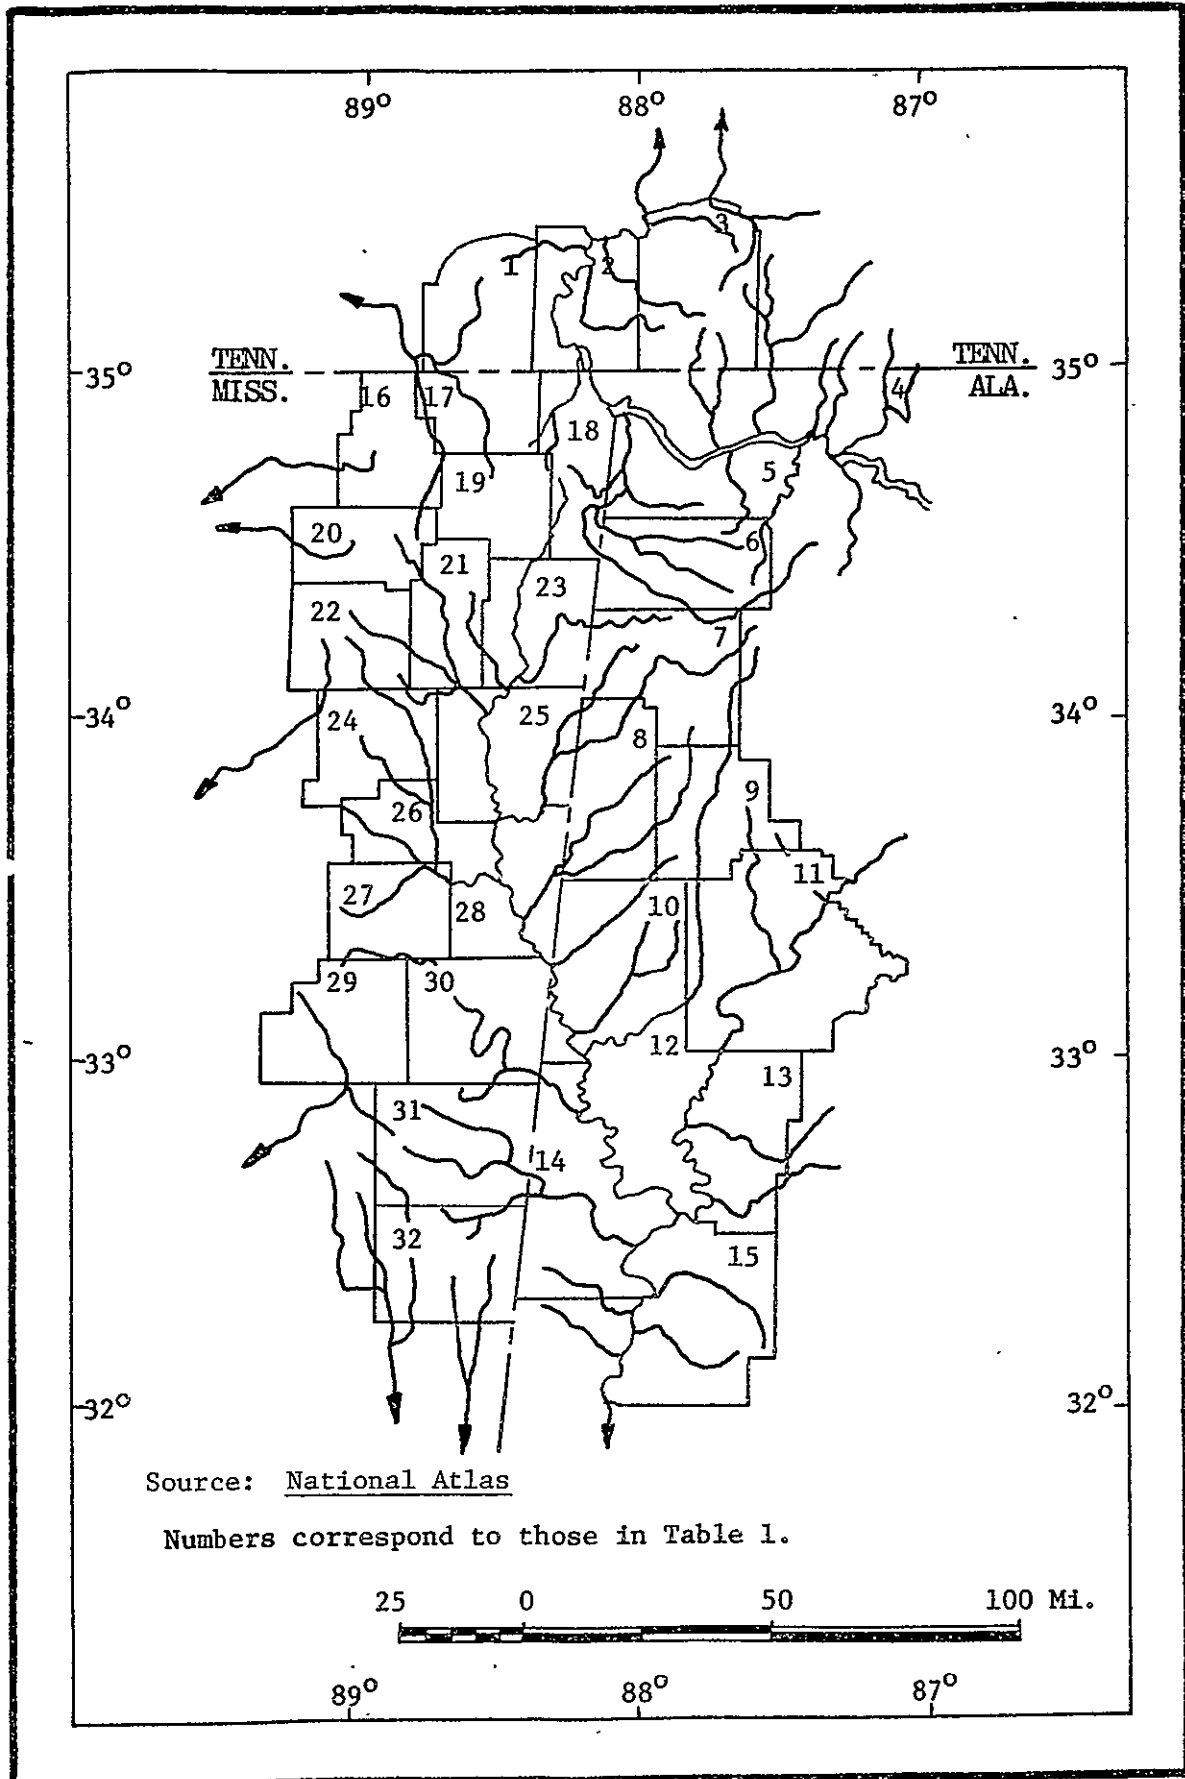 89° 88° 87°
3
1 2
TENN. TENN.
35° 35°
MISS. ALA.
16 17 4
18
5
19
20 6
21
23
22
7
34° 24 25 34°
8
9
26
11
27 28 10
29 30
33° 12 33°
13
31
14
32 15
32° 32°
Source: National Atlas
Numbers correspond to those in Table 1.
25 0 50 100 Mi.
89° 88° 87°